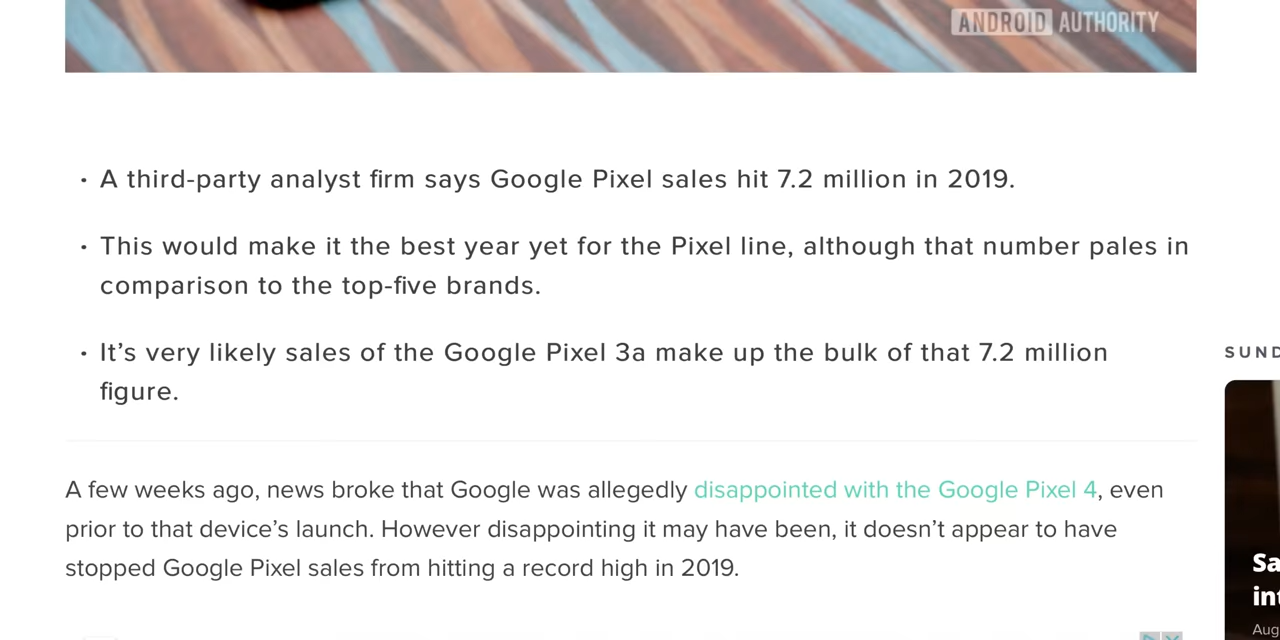 ANDROID AUTHORITY
• A third-party analyst firm says Google Pixel sales hit 7.2 million in 2019.
• This would make it the best year yet for the Pixel line, although that number pales in
comparison to the top-five brands.
• It’s very likely sales of the Google Pixel 3a make up the bulk of that 7.2 million
figure.
SUND
A few weeks ago, news broke that Google was allegedly disappointed with the Google Pixel 4, even
prior to that device’s launch. However disappointing it may have been, it doesn’t appear to have
stopped Google Pixel sales from hitting a record high in 2019.
Sa
int
Aug